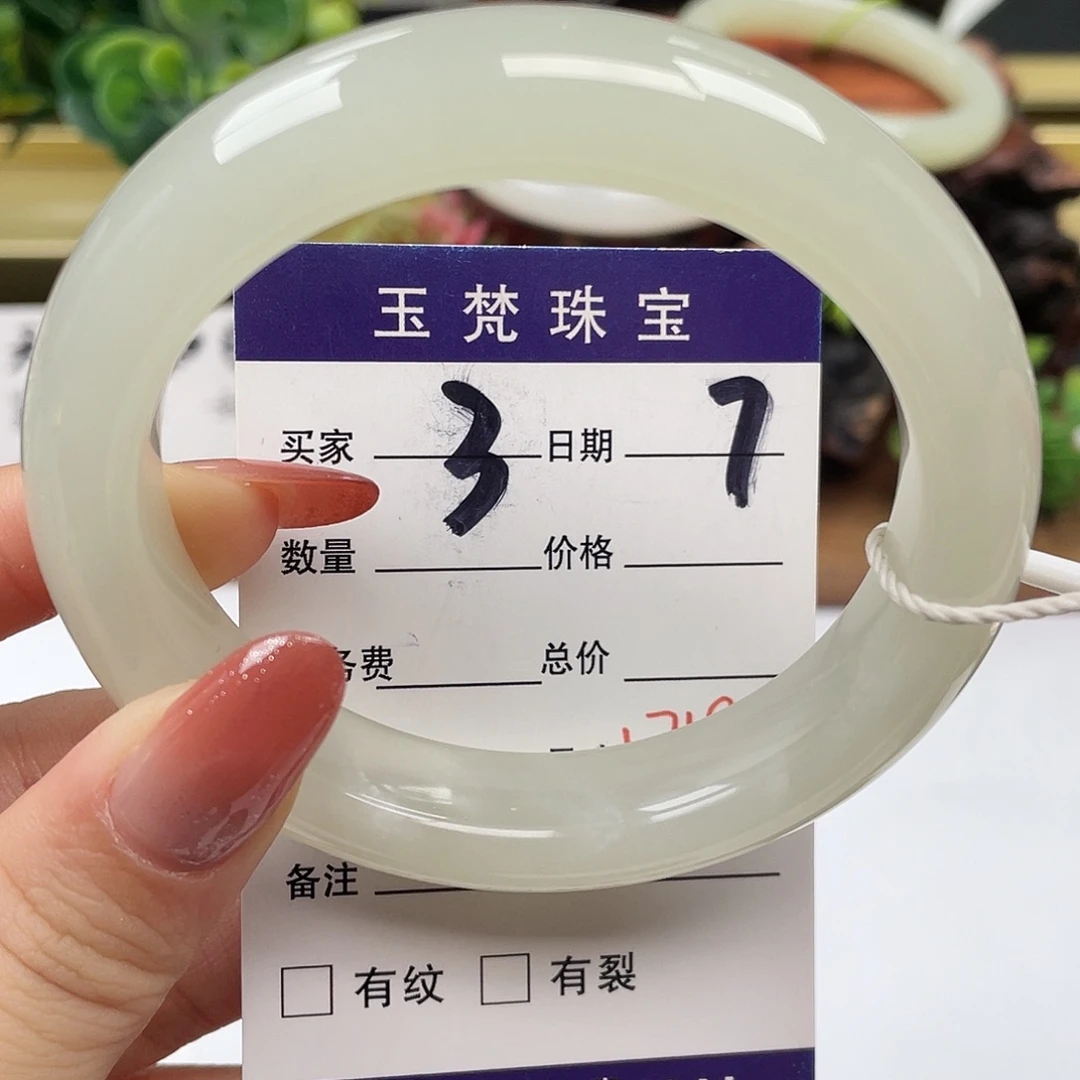 玉梵珠宝
买家 3 日期 7
数量 价格
费 总价
备注
有纹 有裂